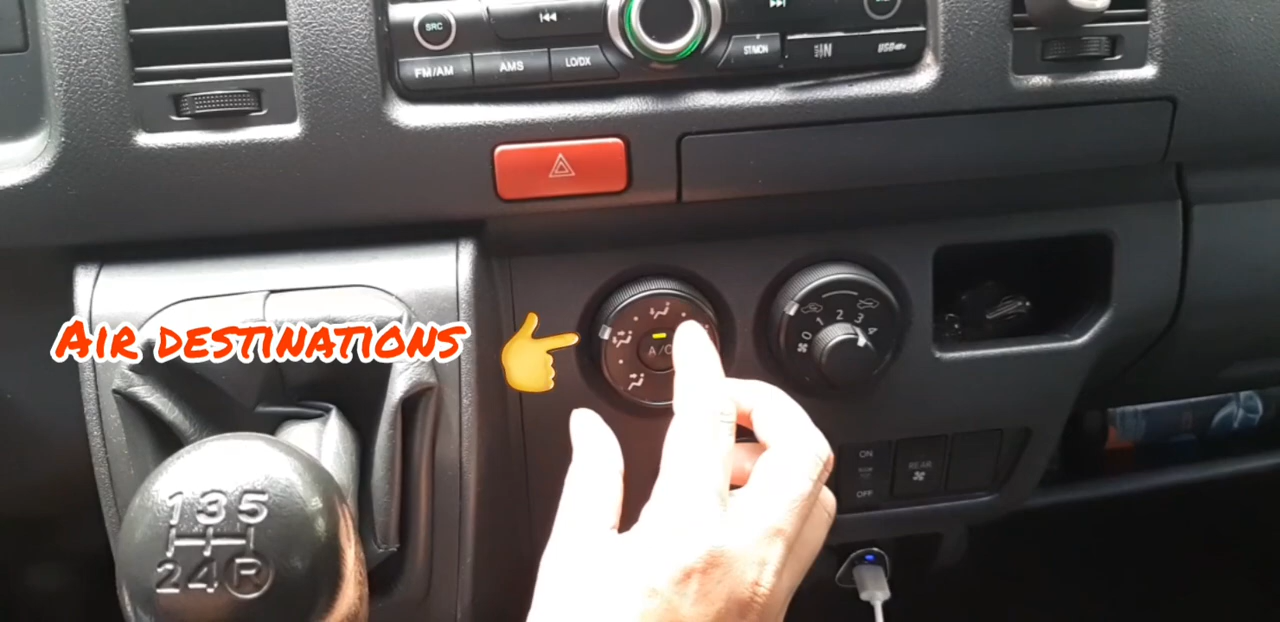 SRC
FM/AM
AMS
LO/DX
ST/MON
USB
AIR DESTINATIONS
A/C
0 1 2 3 4
ON
OFF
REAR
1 3 5
2 4 R